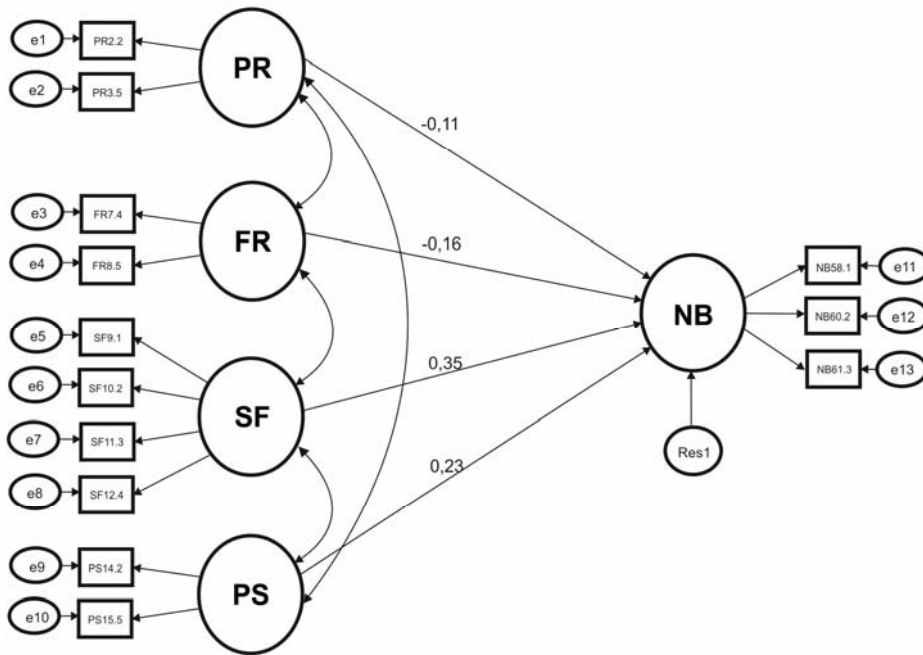 e1
PR2.2
e2
PR3.5
PR
-0,11
e3
FR7.4
e4
FR8.5
FR
-0,16
e5
SF9.1
e6
SF10.2
e7
SF11.3
e8
SF12.4
SF
0,35
e9
PS14.2
e10
PS15.5
PS
0,23
NB
NB58.1
e11
NB60.2
e12
NB61.3
e13
Res1